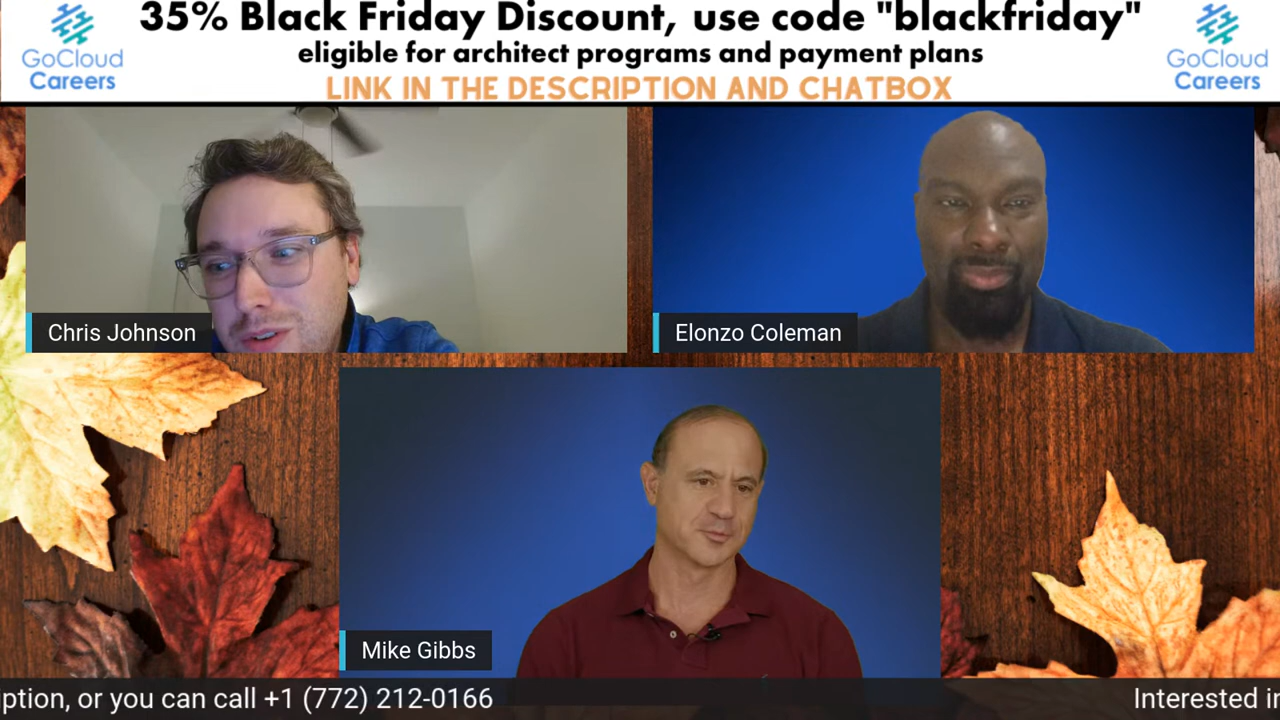 35% Black Friday Discount, use code "blackfriday"
eligible for architect programs and payment plans
LINK IN THE DESCRIPTION AND CHATBOX
GoCloud
Careers
GoCloud
Careers
Chris Johnson
Elonzo Coleman
Mike Gibbs
iption, or you can call +1 (772) 212-0166
Interested in